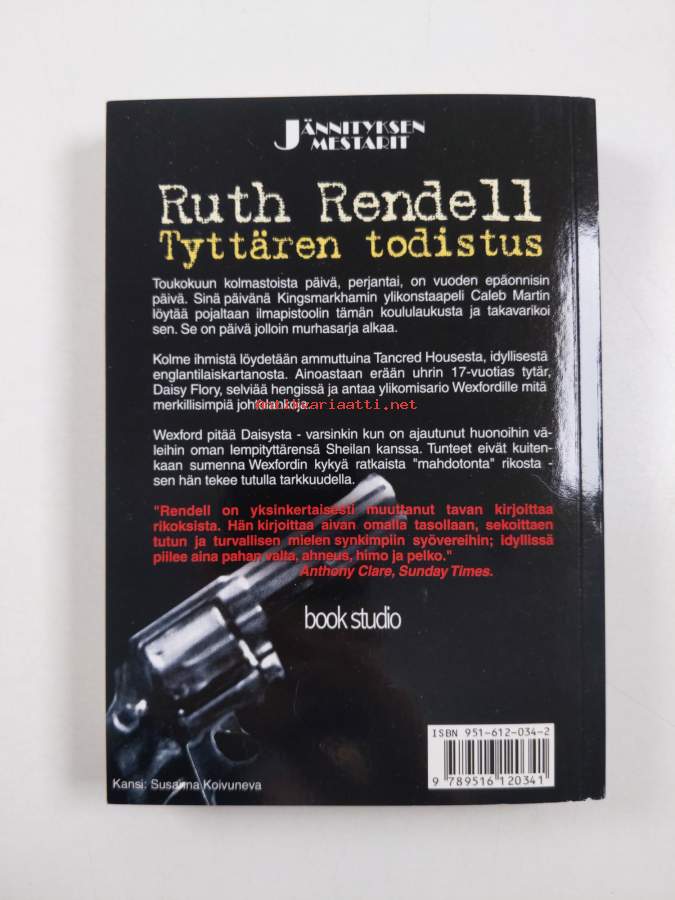 JÄNNITYKSEN
MESTARIT
Ruth Rendell
Tyttären todistus
Toukokuun kolmastoista päivä, perjantai, on vuoden epäonnisin
päivä. Sinä päivänä Kingsmarkhamin ylikonstaapeli Caleb Martin
löytää pojaltaan ilmapistoolin tämän koululaukusta ja takavarikoi
sen. Se on päivä jolloin murhasarja alkaa.
Kolme ihmistä löydetään ammuttuina Tancred Housesta, idyllisestä
englantilaiskartanosta. Ainoastaan erään uhrin 17-vuotias tytär,
Daisy Flory, selviää hengissä ja antaa ylikomisario Wexfordille mitä
merkillisimpiä johtolankoja.
antikvariaatti.net
Wexford pitää Daisysta - varsinkin kun on ajautunut huonoihin vä-
leihin oman lempityttärensä Sheilan kanssa. Tunteet eivät kuiten-
kaan sumenna Wexfordin kykyä ratkaista "mahdotonta" rikosta -
sen hän tekee tutulla tarkkuudella.
"Rendell on yksinkertaisesti muuttanut tavan kirjoittaa
rikoksista. Hän kirjoittaa aivan omalla tasollaan, sekoittaen
tutun ja turvallisen mielen synkimpiin syövereihin; idyllissä
piilee aina pahan valta, ahneus, himo ja pelko."
Anthony Clare, Sunday Times.
book studio
ISBN 951-612-034-2
9 789516 120341
Kansi: Susanna Koivuneva